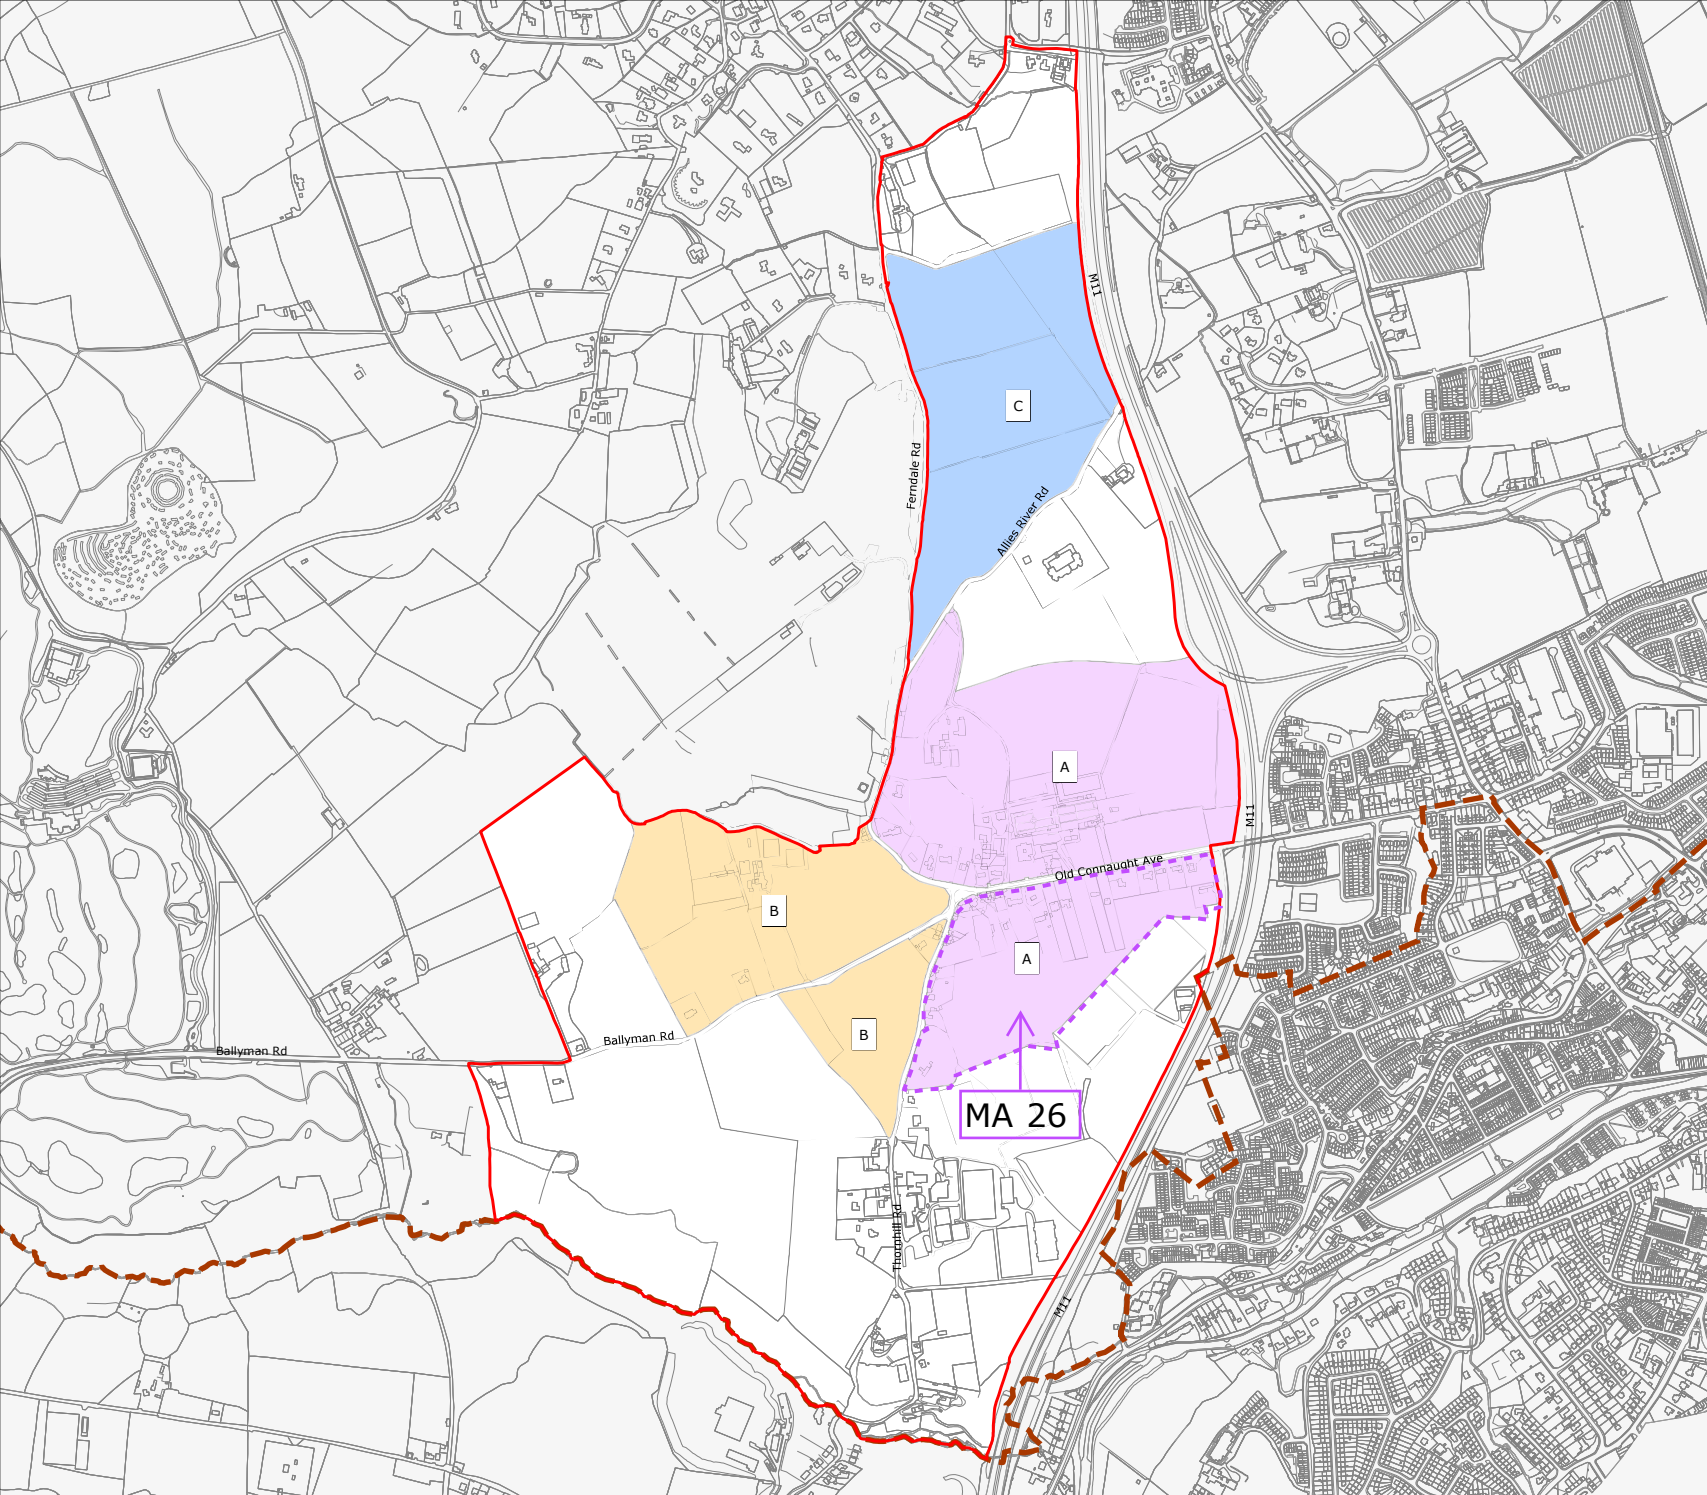 M11
C
Ferndale Rd
Allies River Rd
A
M11
Old Connaught Ave
B
A
B
Ballyman Rd
Ballyman Rd
MA 26
Thornhill Rd
M11